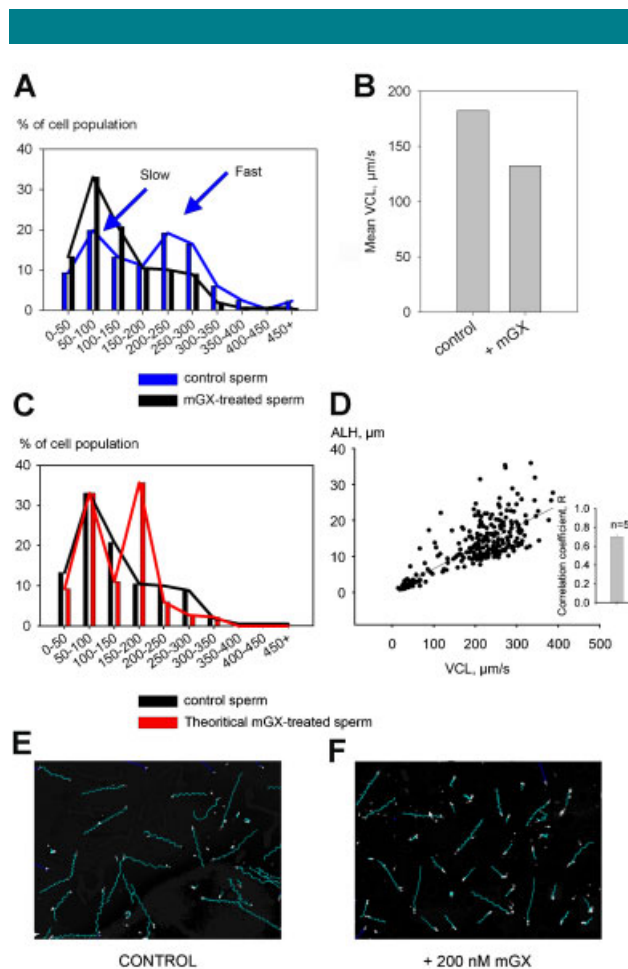 A
% of cell population
40
30
20
10
0
Slow
Fast
0-50
50-100
100-150
150-200
200-250
250-300
300-350
350-400
400-450
450+
control sperm
mGX-treated sperm
B
Mean VCL, µm/s
200
150
100
50
0
control
+ mGX
C
% of cell population
40
30
20
10
0
0-50
50-100
100-150
150-200
200-250
250-300
300-350
350-400
400-450
450+
control sperm
Theoritical mGX-treated sperm
D
ALH, µm
40
30
20
10
0
0
100
200
300
400
500
VCL, µm/s
Correlation coefficient, R
1.0
0.8
0.6
0.4
0.2
0.0
n=5
E
CONTROL
F
+ 200 nM mGX